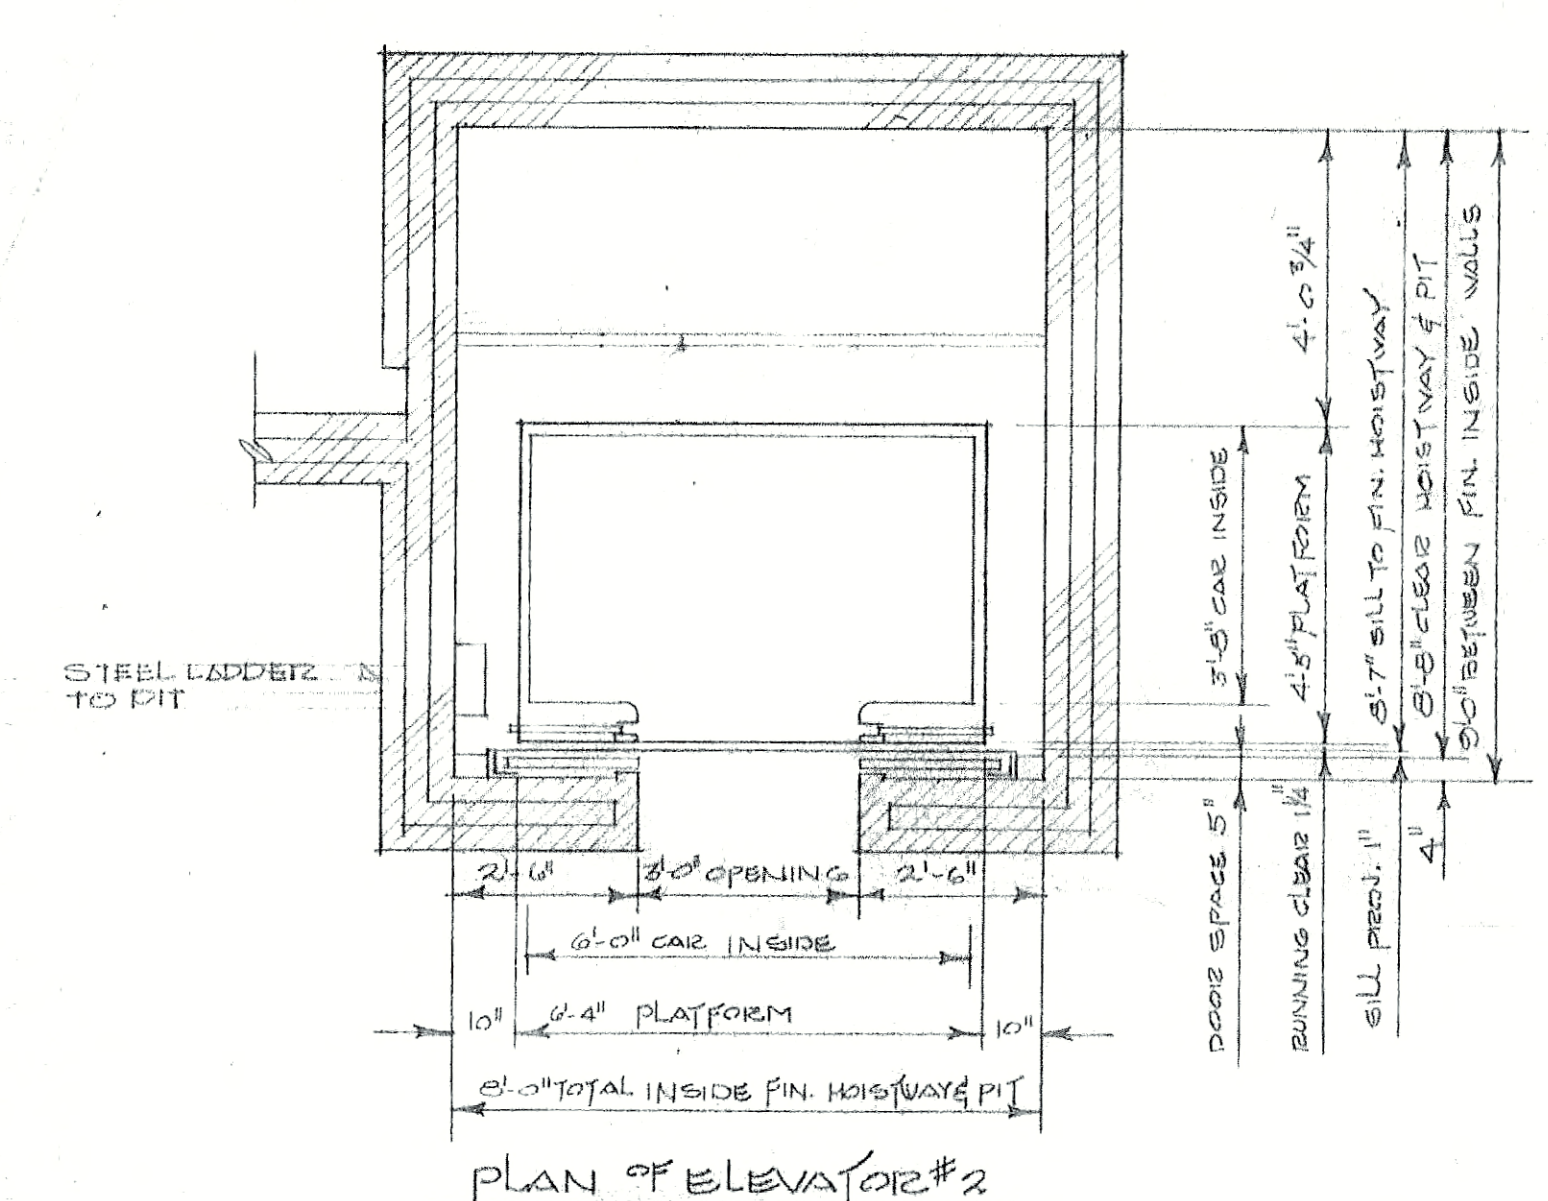 STEEL LADDER
TO PIT
4'-0 3/4"
3'-8" CAR INSIDE
4'-5" PLATFORM
8'-7" SILL TO FIN. HOISTWAY
8'-8" CLEAR HOISTWAY & PIT
9'-0" BETWEEN FIN. INSIDE WALLS
DOOR SPACE 5"
RUNNING CLEAR 1 1/4"
SILL PROJ. 1"
4"
2'-6" 3'-0" OPENING 2'-6"
6'-0" CAR INSIDE
10" 6'-4" PLATFORM 10"
8'-0" TOTAL INSIDE FIN. HOISTWAY & PIT
PLAN OF ELEVATOR #2